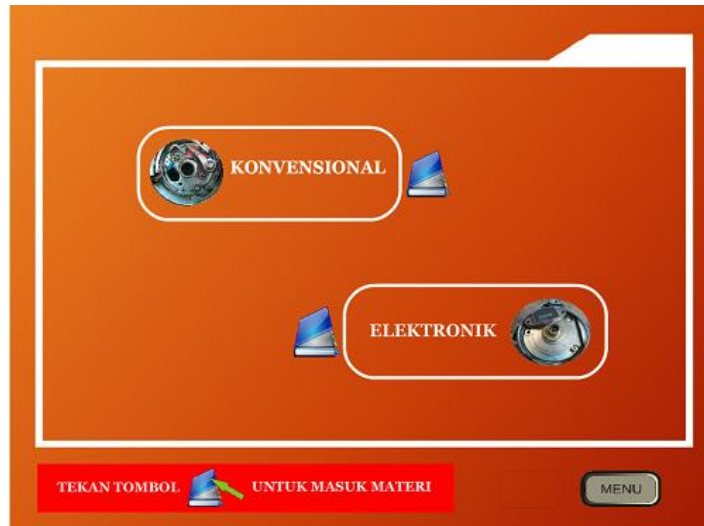 KONVENSIONAL
ELEKTRONIK
TEKAN TOMBOL UNTUK MASUK MATERI
MENU